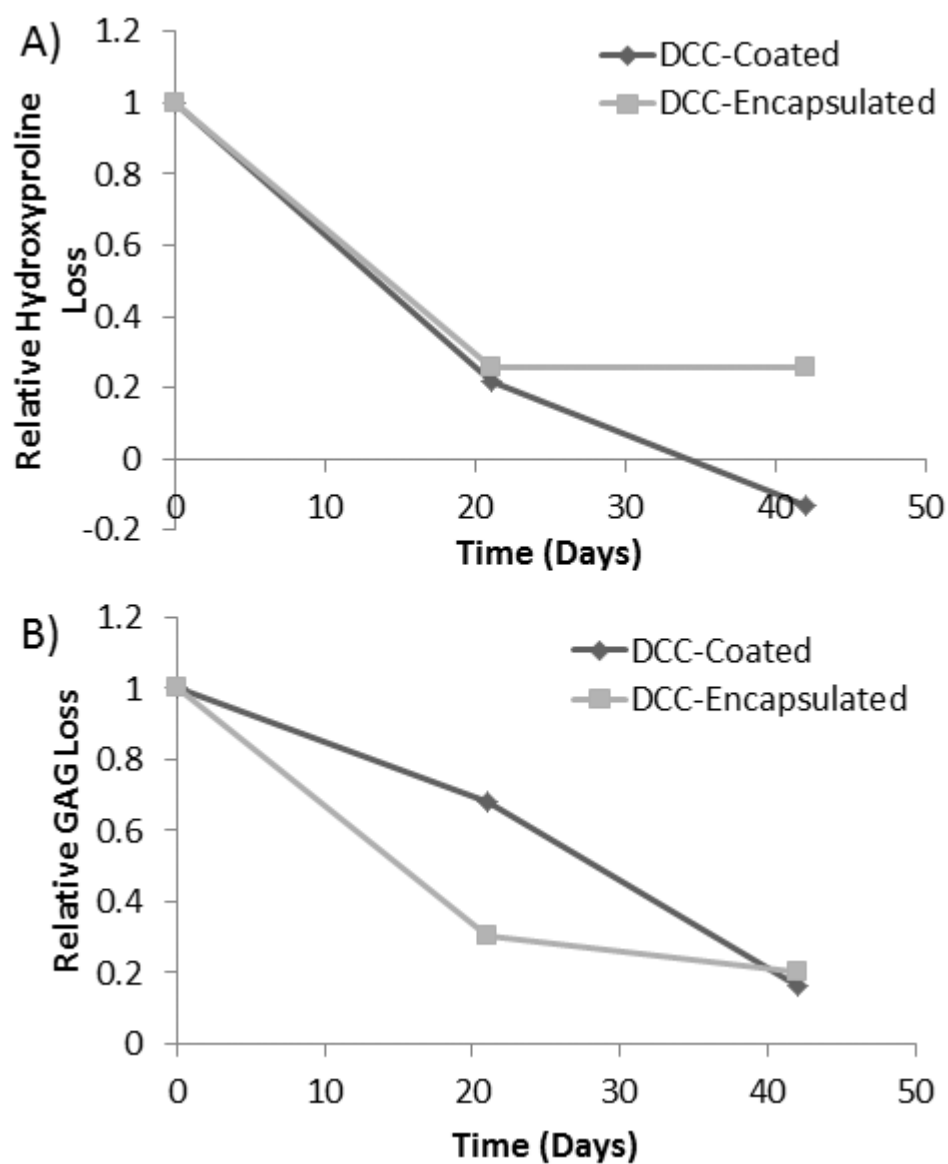 A)
1.2
1
0.8
0.6
0.4
0.2
0
-0.2
Relative Hydroxyproline
Loss
DCC-Coated
DCC-Encapsulated
0 10 20 30 40 50
Time (Days)
B)
1.2
1
0.8
0.6
0.4
0.2
0
Relative GAG Loss
DCC-Coated
DCC-Encapsulated
0 10 20 30 40 50
Time (Days)